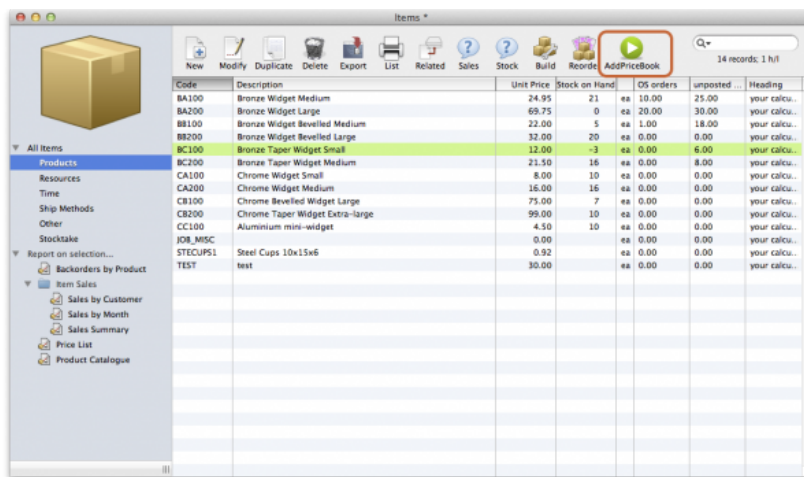 Items *
New Modify Duplicate Delete Export List Related Sales Stock Build Reorde AddPriceBook
14 records; 1 h/l
Code Description Unit Price Stock on Hand OS orders unposted ... Heading
BA100 Bronze Widget Medium 24.95 21 ea 10.00 25.00 your calcu..
BA200 Bronze Widget Large 69.75 0 ea 20.00 30.00 your calcu..
BB100 Bronze Widget Bevelled Medium 22.00 5 ea 1.00 18.00 your calcu..
BB200 Bronze Widget Bevelled Large 32.00 20 ea 0.00 0.00 your calcu..
BC100 Bronze Taper Widget Small 12.00 -3 ea 0.00 6.00 your calcu..
BC200 Bronze Taper Widget Medium 21.50 16 ea 0.00 8.00 your calcu..
CA100 Chrome Widget Small 8.00 10 ea 0.00 0.00 your calcu..
CA200 Chrome Widget Medium 16.00 16 ea 0.00 0.00 your calcu..
CB100 Chrome Bevelled Widget Large 75.00 7 ea 0.00 0.00 your calcu..
CB200 Chrome Taper Widget Extra-large 99.00 10 ea 0.00 0.00 your calcu..
CC100 Aluminium mini-widget 4.50 10 ea 0.00 0.00 your calcu..
JOB_MISC 0.00 ea 0.00 0.00 your calcu..
STECUPS1 Steel Cups 10x15x6 0.92 ea 0.00 0.00 your calcu..
TEST test 30.00 ea 0.00 0.00 your calcu..
All Items
Products
Resources
Time
Ship Methods
Other
Stocktake
Report on selection...
Backorders by Product
Item Sales
Sales by Customer
Sales by Month
Sales Summary
Price List
Product Catalogue